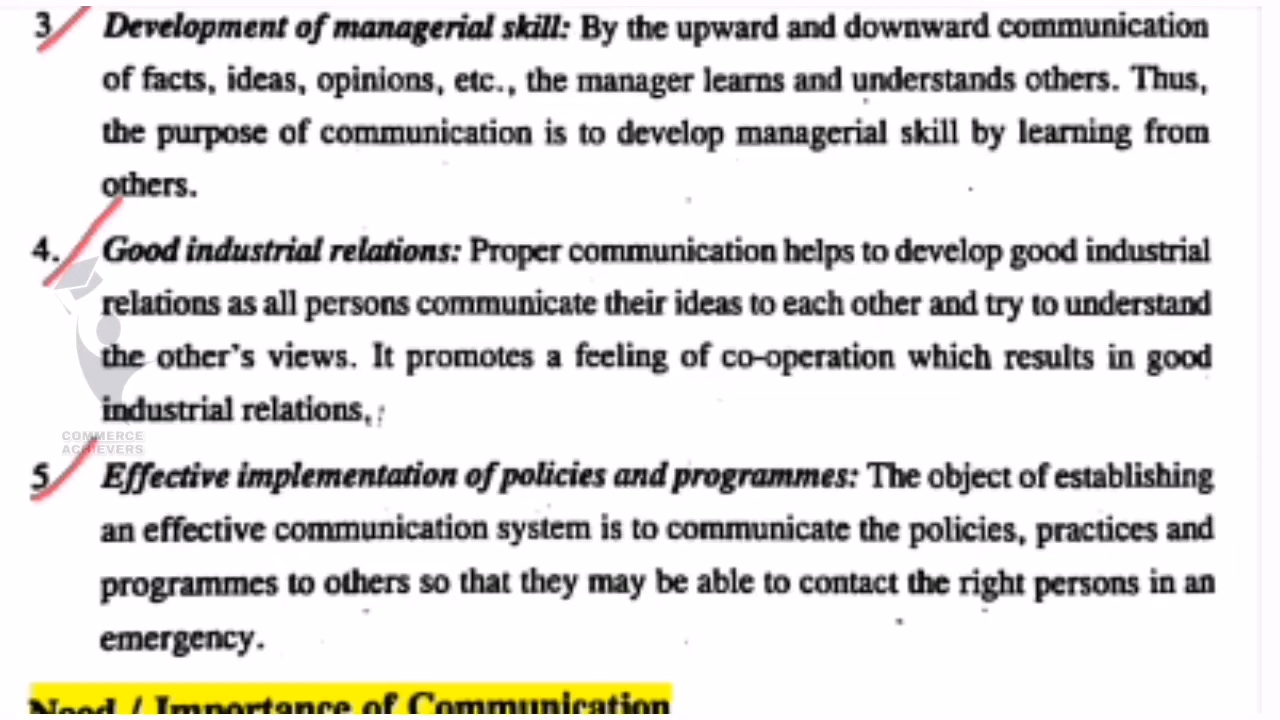 3 Development of managerial skill: By the upward and downward communication
of facts, ideas, opinions, etc., the manager learns and understands others. Thus,
the purpose of communication is to develop managerial skill by learning from
others.
4. Good industrial relations: Proper communication helps to develop good industrial
relations as all persons communicate their ideas to each other and try to understand
the other's views. It promotes a feeling of co-operation which results in good
industrial relations,
COMMERCE
ACHIEVERS
5 Effective implementation of policies and programmes: The object of establishing
an effective communication system is to communicate the policies, practices and
programmes to others so that they may be able to contact the right persons in an
emergency.
Need / Importance of Communication